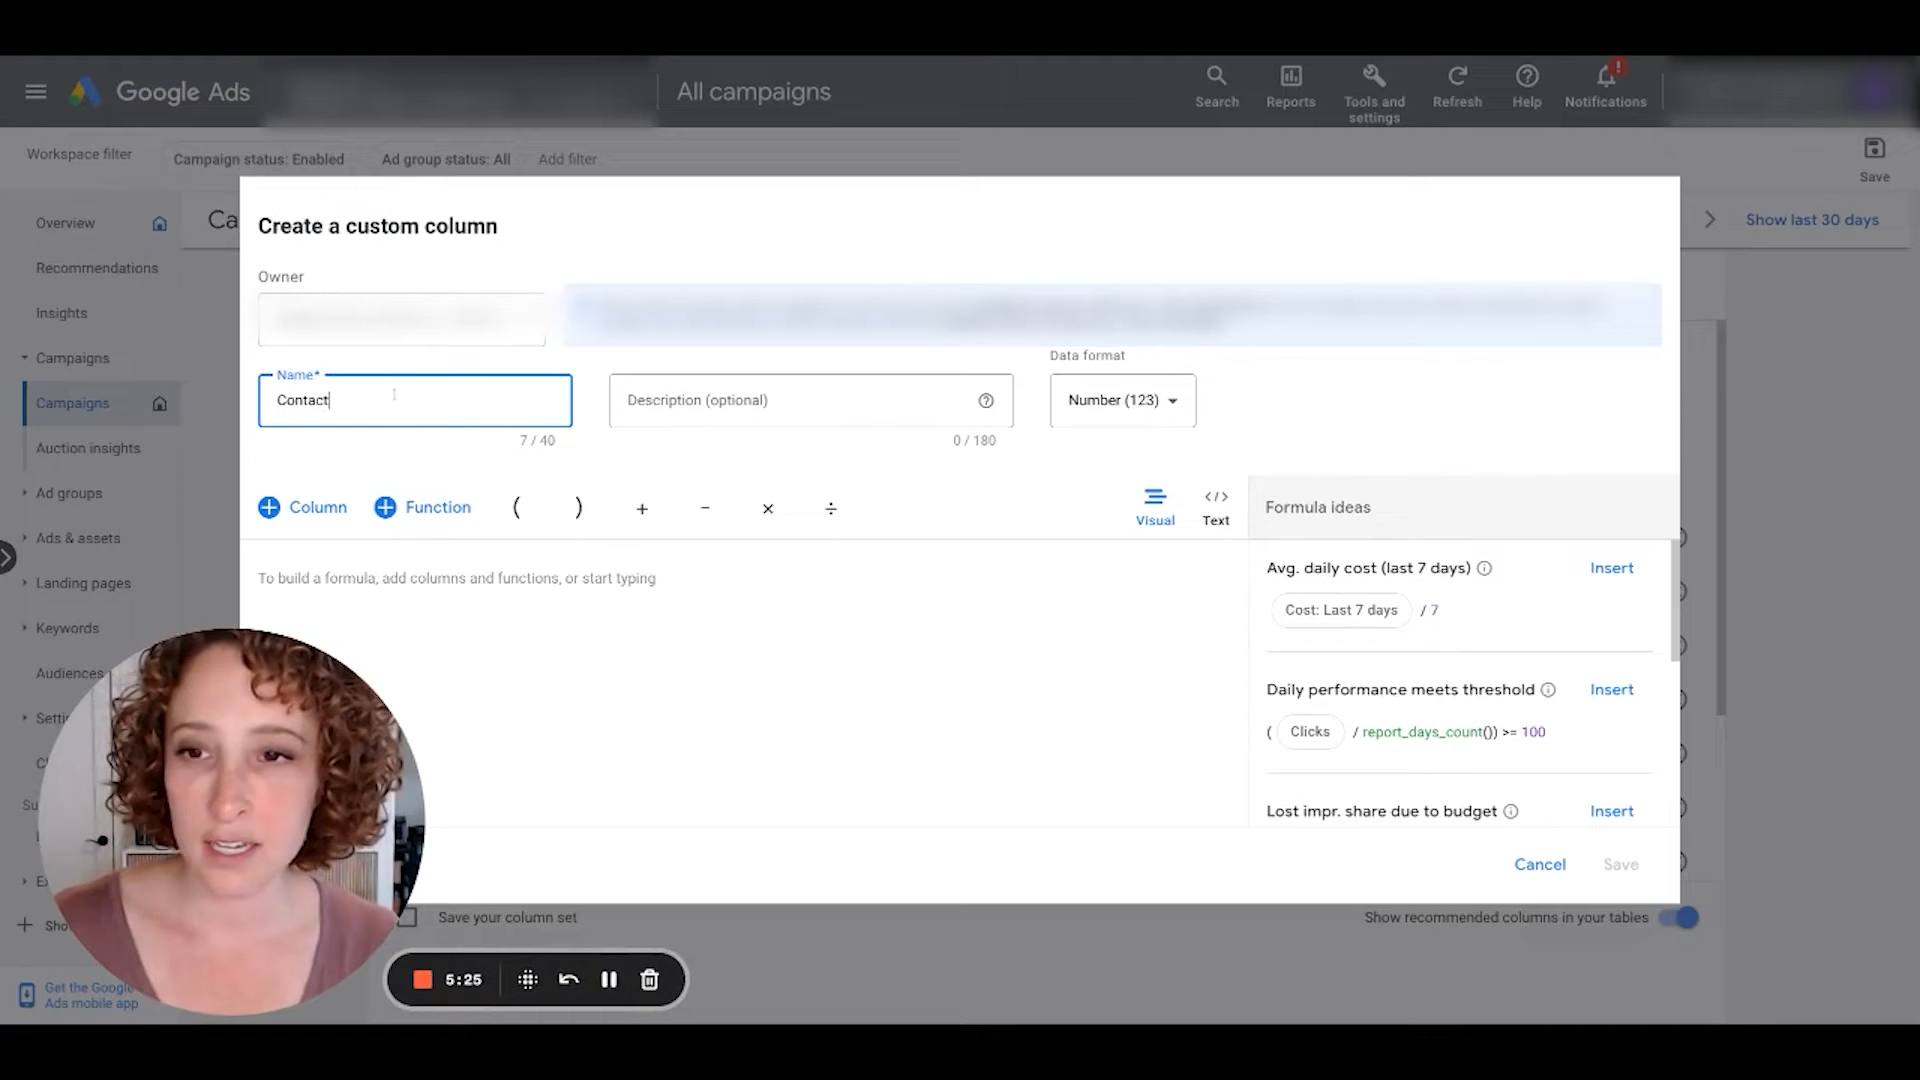 Google Ads
All campaigns
Search
Reports
Tools and
settings
Refresh
Help
Notifications
Workspace filter
Campaign status: Enabled
Ad group status: All
Add filter
Save
Overview
Recommendations
Insights
Campaigns
Campaigns
Auction insights
Ad groups
Ads & assets
Landing pages
Keywords
Audiences
Show last 30 days
Create a custom column
Owner
Name*
Contact
7 / 40
Description (optional)
0 / 180
Data format
Number (123)
Column
Function
( ) + − × ÷
Visual
</> Text
Formula ideas
To build a formula, add columns and functions, or start typing
Avg. daily cost (last 7 days)
Insert
Cost: Last 7 days / 7
Daily performance meets threshold
Insert
( Clicks / report_days_count()) >= 100
Lost impr. share due to budget
Insert
Cancel
Save
Save your column set
Show recommended columns in your tables
5:25
Get the Google
Ads mobile app